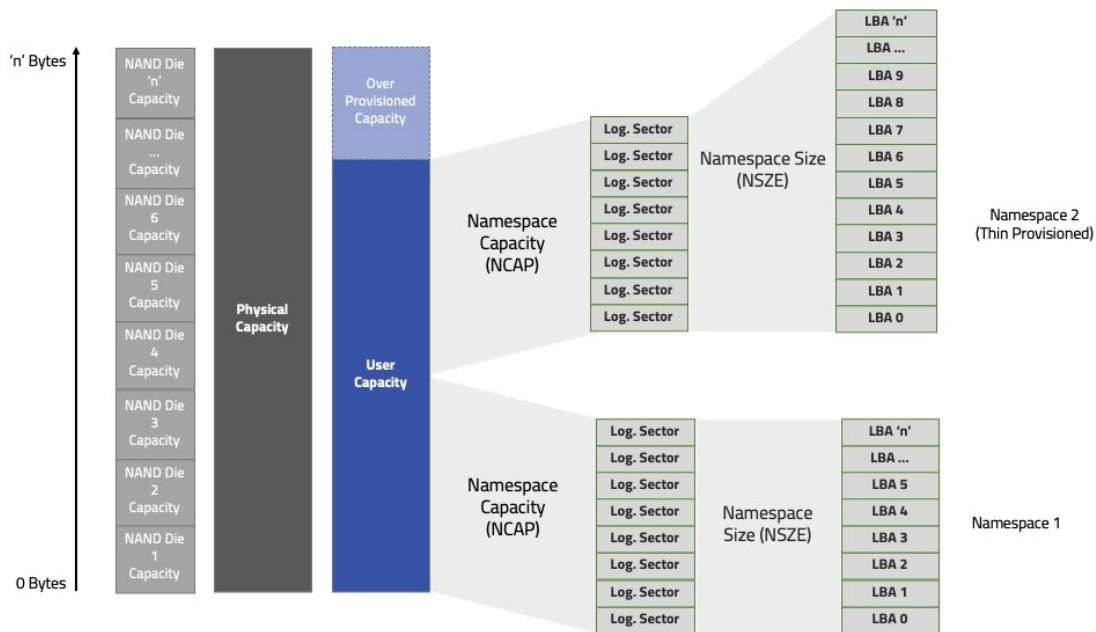 'n' Bytes
0 Bytes
NAND Die
'n'
Capacity
NAND Die
...
Capacity
NAND Die
6
Capacity
NAND Die
5
Capacity
NAND Die
4
Capacity
NAND Die
3
Capacity
NAND Die
2
Capacity
NAND Die
1
Capacity
Physical
Capacity
Over
Provisioned
Capacity
User
Capacity
Namespace
Capacity
(NCAP)
Log. Sector
Log. Sector
Log. Sector
Log. Sector
Log. Sector
Log. Sector
Log. Sector
Log. Sector
Namespace Size
(NSZE)
LBA 'n'
LBA ...
LBA 9
LBA 8
LBA 7
LBA 6
LBA 5
LBA 4
LBA 3
LBA 2
LBA 1
LBA 0
Namespace 2
(Thin Provisioned)
Namespace
Capacity
(NCAP)
Log. Sector
Log. Sector
Log. Sector
Log. Sector
Log. Sector
Log. Sector
Log. Sector
Log. Sector
Namespace
Size (NSZE)
LBA 'n'
LBA ...
LBA 5
LBA 4
LBA 3
LBA 2
LBA 1
LBA 0
Namespace 1